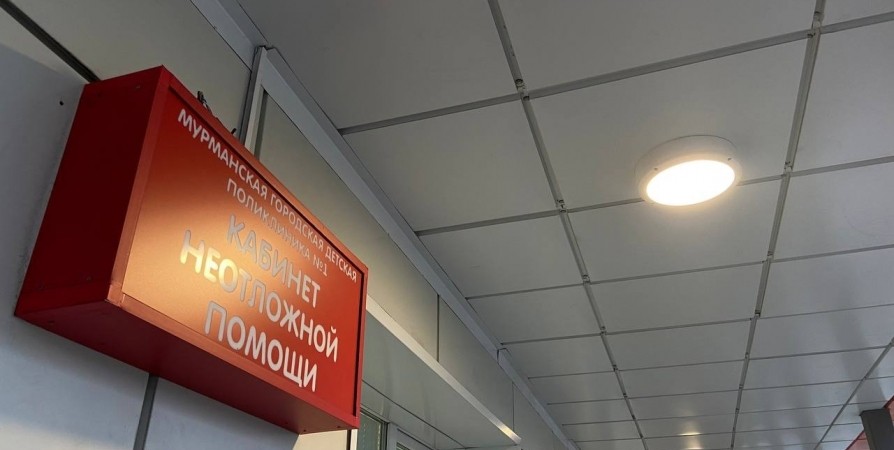 МУРМАНСКАЯ ГОРОДСКАЯ ДЕТСКАЯ
ПОЛИКЛИНИКА №1
КАБИНЕТ
НЕОТЛОЖНОЙ
ПОМОЩИ